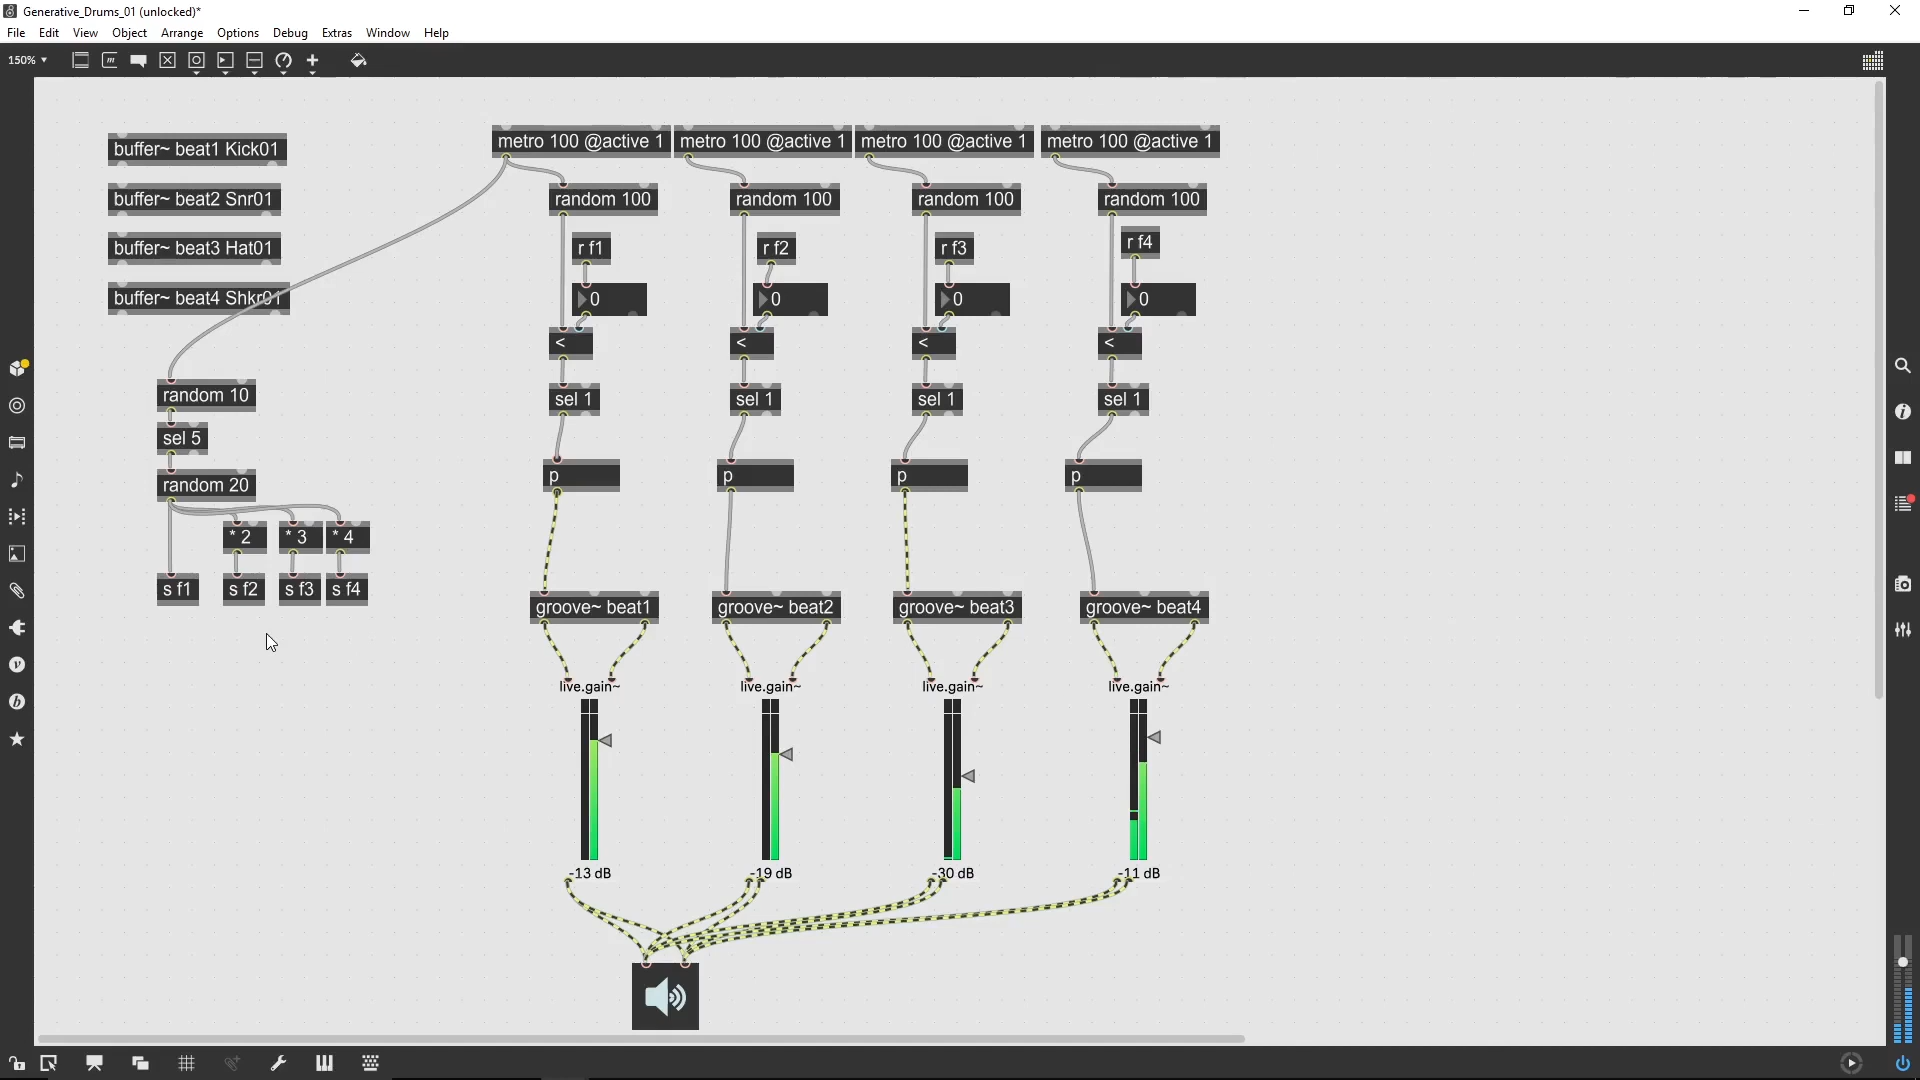 Generative_Drums_01 (unlocked)*
File Edit View Object Arrange Options Debug Extras Window Help
150%
metro 100 @active 1 metro 100 @active 1 metro 100 @active 1 metro 100 @active 1
buffer~ beat1 Kick01
buffer~ beat2 Snr01
random 100 random 100 random 100 random 100
buffer~ beat3 Hat01
r f1 r f2 r f3 r f4
buffer~ beat4 Shkr01
0 0 0 0
< < < <
random 10
sel 1 sel 1 sel 1 sel 1
sel 5
p p p p
random 20
* 2 * 3 * 4
s f1 s f2 s f3 s f4
groove~ beat1 groove~ beat2 groove~ beat3 groove~ beat4
live.gain~ live.gain~ live.gain~ live.gain~
-13 dB -19 dB -30 dB -11 dB